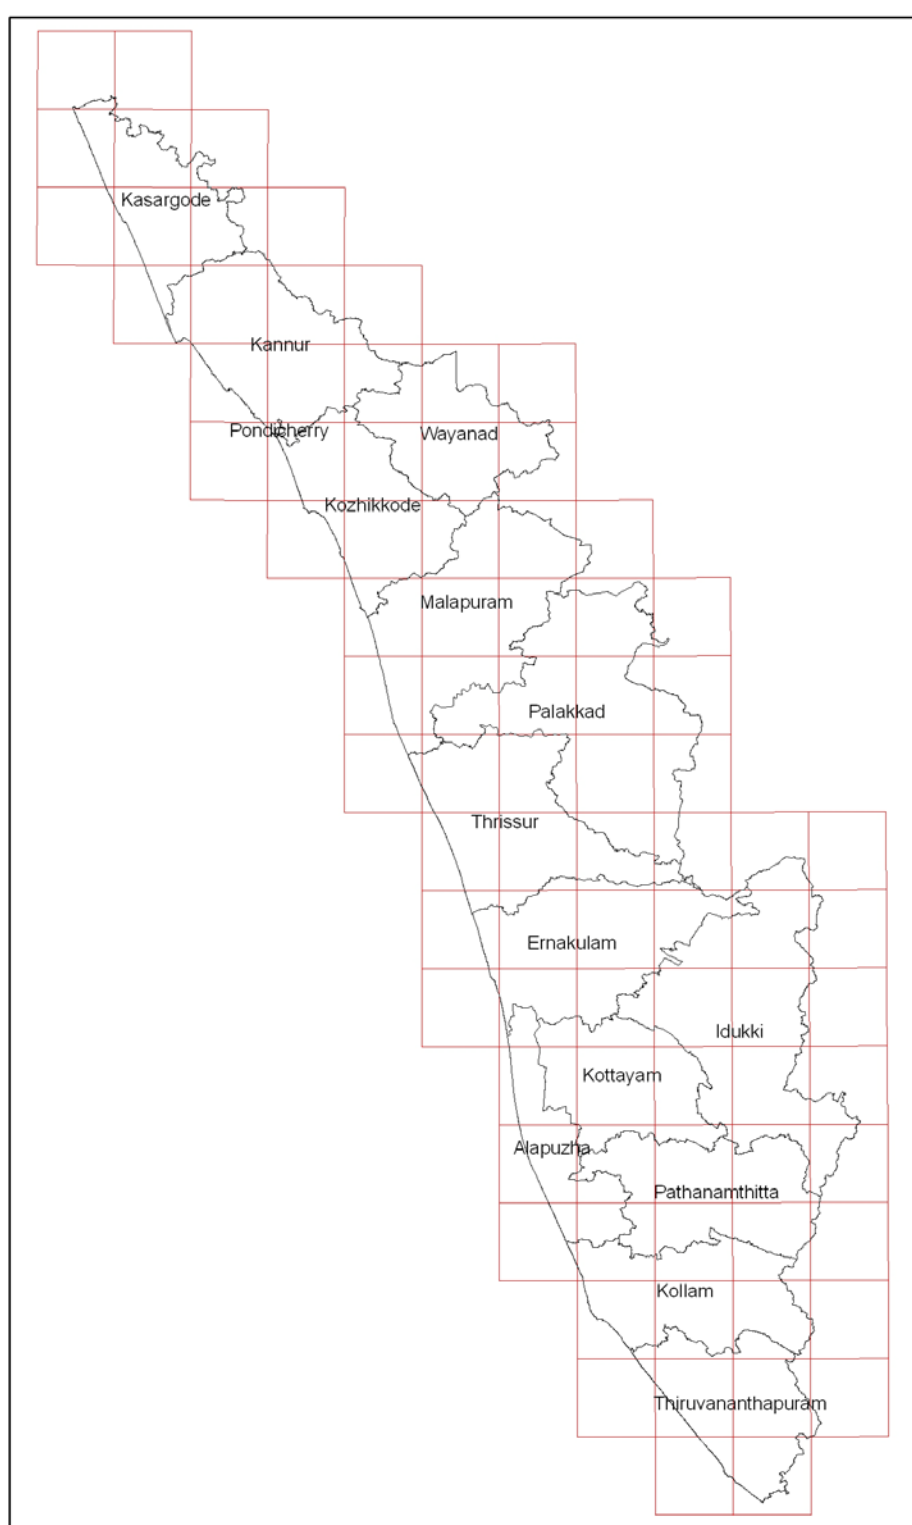 Kasargode
Kannur
Pondicherry
Wayanad
Kozhikkode
Malapuram
Palakkad
Thrissur
Ernakulam
Idukki
Kottayam
Alapuzha
Pathanamthitta
Kollam
Thiruvananthapuram